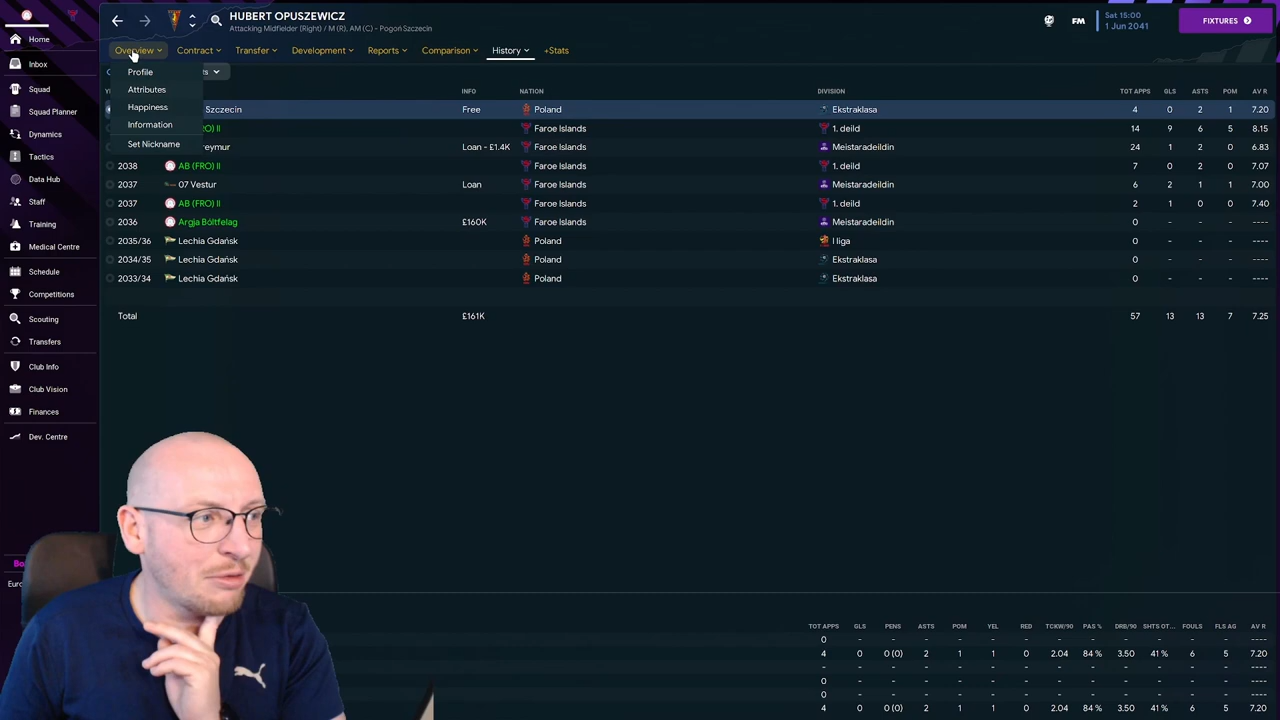 HUBERT OPUSZEWICZ
Attacking Midfielder (Right) / M (R), AM (C) - Pogoń Szczecin
FM
Sat 15:00
1 Jun 2041
FIXTURES
Overview Contract Transfer Development Reports Comparison History +Stats
Profile
Attributes
Happiness
Information
Set Nickname
Home
Inbox
Squad
Squad Planner
Dynamics
Tactics
Data Hub
Staff
Training
Medical Centre
Schedule
Competitions
Scouting
Transfers
Club Info
Club Vision
Finances
Dev. Centre
INFO NATION DIVISION TOT APPS GLS ASTS POM AV R
Szczecin Free Poland Ekstraklasa 4 0 2 1 7.20
II Faroe Islands 1. deild 14 9 6 5 8.15
Loan - £1.4K Faroe Islands Meistaradeildin 24 1 2 0 6.83
2038 AB (FRO) II Faroe Islands 1. deild 7 0 2 0 7.07
2037 07 Vestur Loan Faroe Islands Meistaradeildin 6 2 1 1 7.00
2037 AB (FRO) II Faroe Islands 1. deild 2 1 0 0 7.40
2036 Argja Bóltfelag £160K Faroe Islands Meistaradeildin 0 - - - ----
2035/36 Lechia Gdańsk Poland I liga 0 - - - ----
2034/35 Lechia Gdańsk Poland Ekstraklasa 0 - - - ----
2033/34 Lechia Gdańsk Poland Ekstraklasa 0 - - - ----
Total £161K 57 13 13 7 7.25
TOT APPS GLS PENS ASTS POM YEL RED TCKW/90 PAS % DRB/90 SHTS OT... FOULS FLS AG AV R
0 - - - - - - - - - - - - ----
4 0 0 (0) 2 1 1 0 2.04 84 % 3.50 41 % 6 5 7.20
- - - - - - - - - - - - - ----
0 - - - - - - - - - - - - ----
0 - - - - - - - - - - - - ----
4 0 0 (0) 2 1 1 0 2.04 84 % 3.50 41 % 6 5 7.20